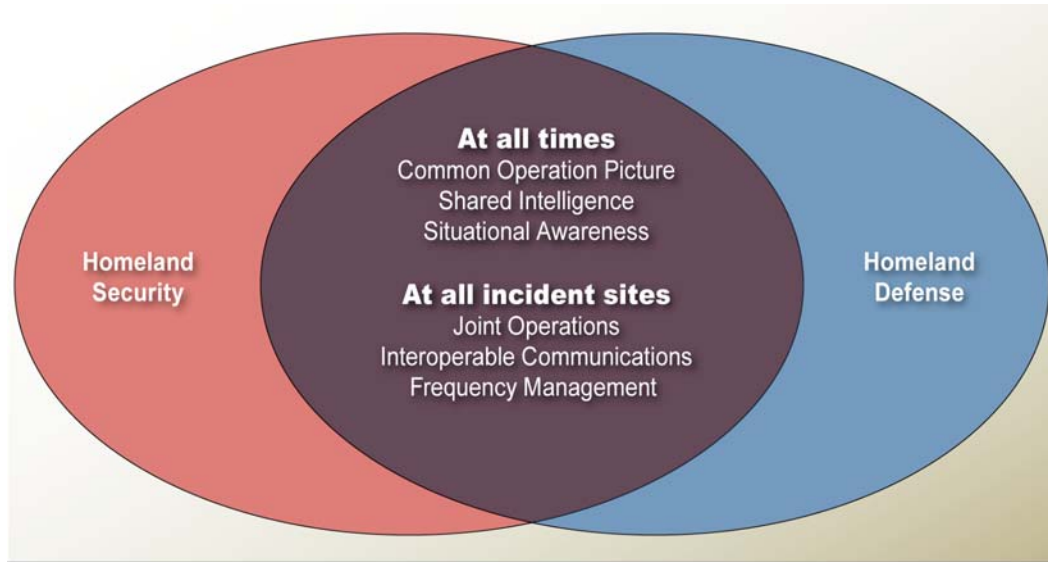 At all times
Common Operation Picture
Shared Intelligence
Situational Awareness
Homeland
Security
At all incident sites
Joint Operations
Interoperable Communications
Frequency Management
Homeland
Defense